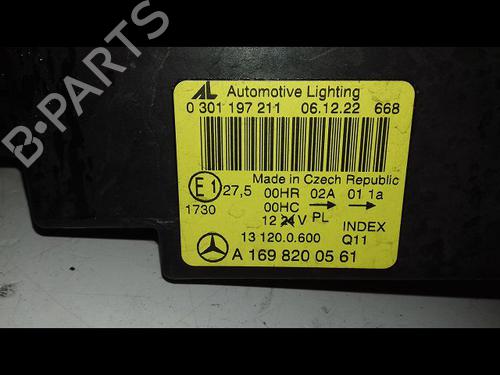 B-PARTS
AL Automotive Lighting
0 301 197 211 06.12.22 668
Made in Czech Republic
E1 27,5 00HR 02A 01 1a
1730 00HC → →
12 24V PL INDEX
13 120.0.600 Q11
A 169 820 05 61